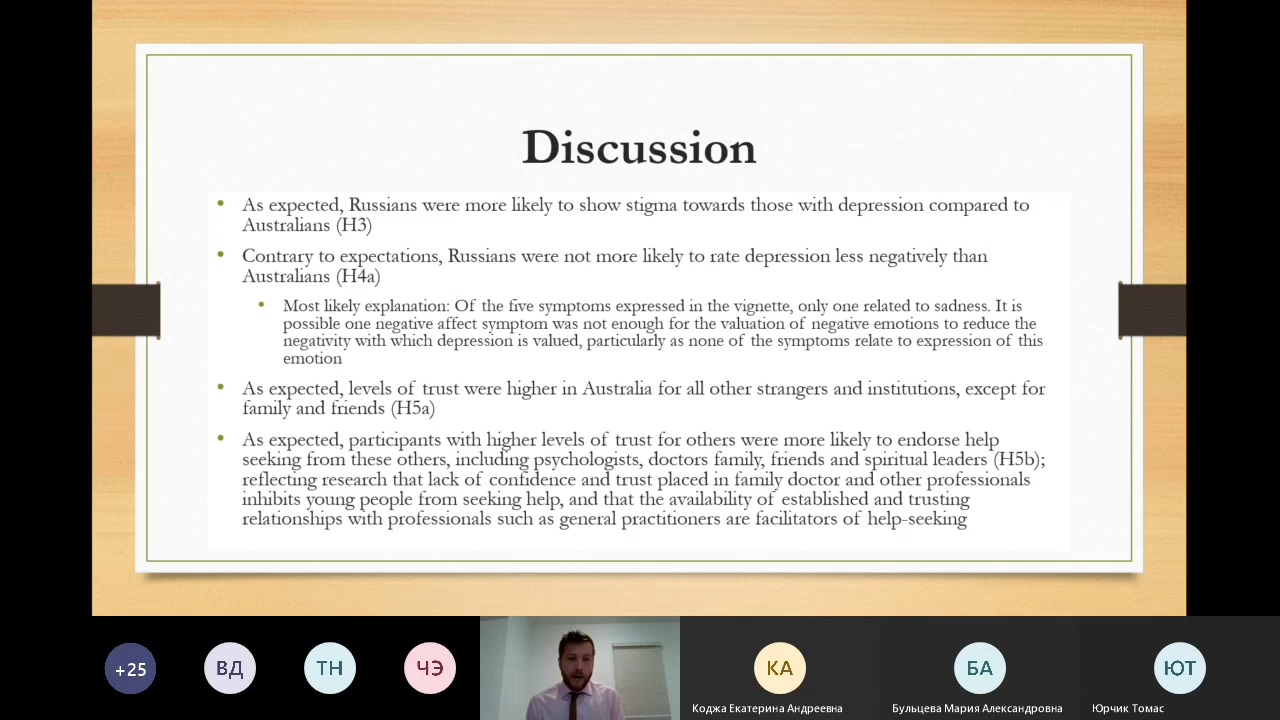 Discussion
• As expected, Russians were more likely to show stigma towards those with depression compared to
Australians (H3)
• Contrary to expectations, Russians were not more likely to rate depression less negatively than
Australians (H4a)
• Most likely explanation: Of the five symptoms expressed in the vignette, only one related to sadness. It is
possible one negative affect symptom was not enough for the valuation of negative emotions to reduce the
negativity with which depression is valued, particularly as none of the symptoms relate to expression of this
emotion
• As expected, levels of trust were higher in Australia for all other strangers and institutions, except for
family and friends (H5a)
• As expected, participants with higher levels of trust for others were more likely to endorse help
seeking from these others, including psychologists, doctors family, friends and spiritual leaders (H5b);
reflecting research that lack of confidence and trust placed in family doctor and other professionals
inhibits young people from seeking help, and that the availability of established and trusting
relationships with professionals such as general practitioners are facilitators of help-seeking
+25
ВД
ТН
ЧЭ
КА
БА
ЮТ
Коджа Екатерина Андреевна
Бульцева Мария Александровна
Юрчик Томас